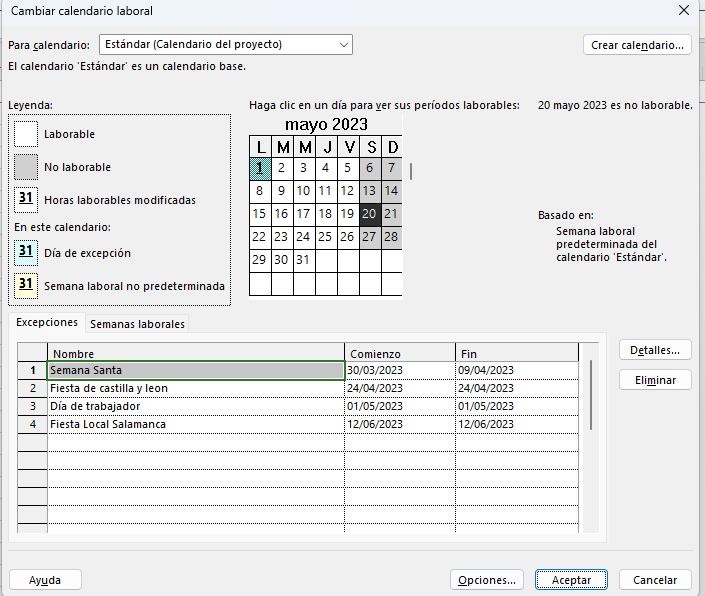 Cambiar calendario laboral
Para calendario: Estándar (Calendario del proyecto) Crear calendario...
El calendario 'Estándar' es un calendario base.
Leyenda:
Laborable
No laborable
31 Horas laborables modificadas
En este calendario:
31 Día de excepción
31 Semana laboral no predeterminada
Haga clic en un día para ver sus períodos laborables:
mayo 2023
L M M J V S D
1 2 3 4 5 6 7
8 9 10 11 12 13 14
15 16 17 18 19 20 21
22 23 24 25 26 27 28
29 30 31
20 mayo 2023 es no laborable.
Basado en:
Semana laboral
predeterminada del
calendario 'Estándar'.
Excepciones Semanas laborales
Nombre Comienzo Fin
1 Semana Santa 30/03/2023 09/04/2023
2 Fiesta de castilla y leon 24/04/2023 24/04/2023
3 Día de trabajador 01/05/2023 01/05/2023
4 Fiesta Local Salamanca 12/06/2023 12/06/2023
Detalles...
Eliminar
Ayuda Opciones... Aceptar Cancelar